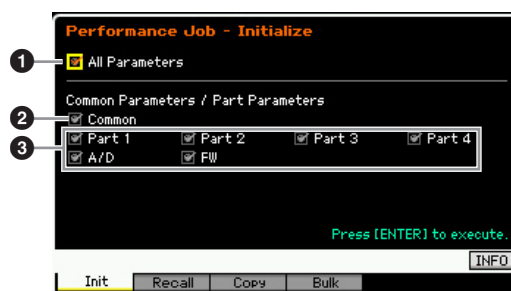 Performance Job - Initialize
1 All Parameters
Common Parameters / Part Parameters
2 Common
3 Part 1 Part 2 Part 3 Part 4
A/D FW
Press [ENTER] to execute.
INFO
Init Recall Copy Bulk